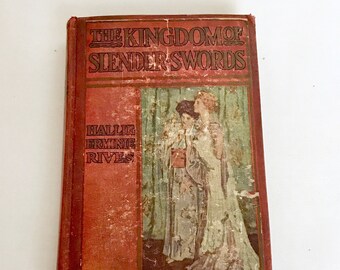 THE KINGDOM OF
SLENDER SWORDS
HALLIE
ERMINIE
RIVES